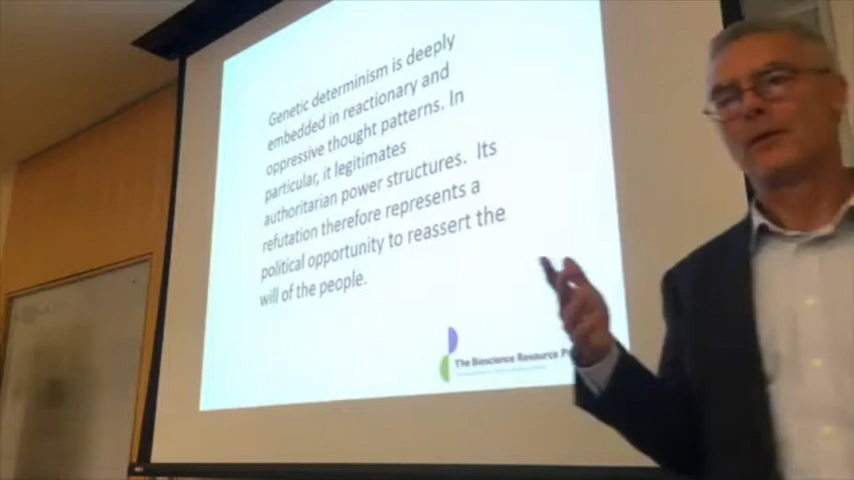 Genetic determinism is deeply
embedded in reactionary and
oppressive thought patterns. In
particular, it legitimates
authoritarian power structures. Its
refutation therefore represents a
political opportunity to reassert the
will of the people.
The Bioscience Resource